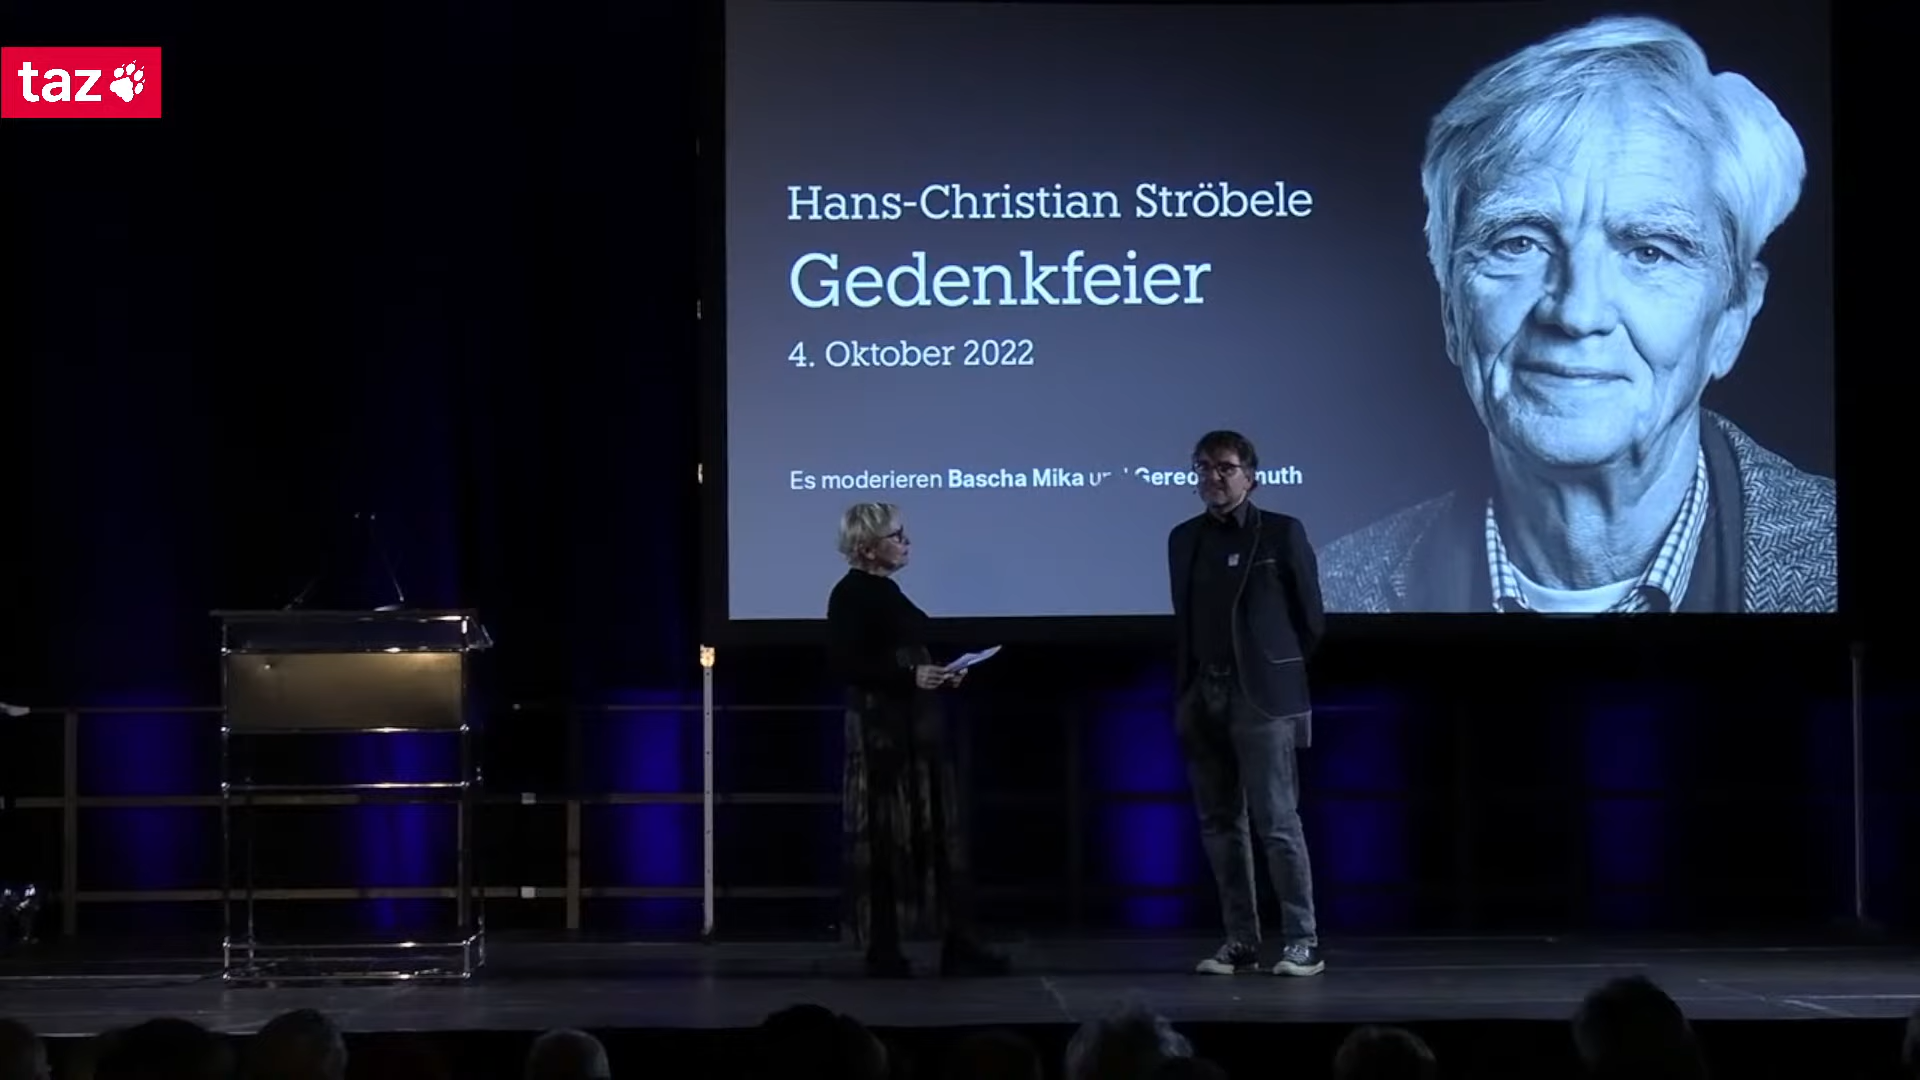 taz
Hans-Christian Ströbele
Gedenkfeier
4. Oktober 2022
Es moderieren Bascha Mika